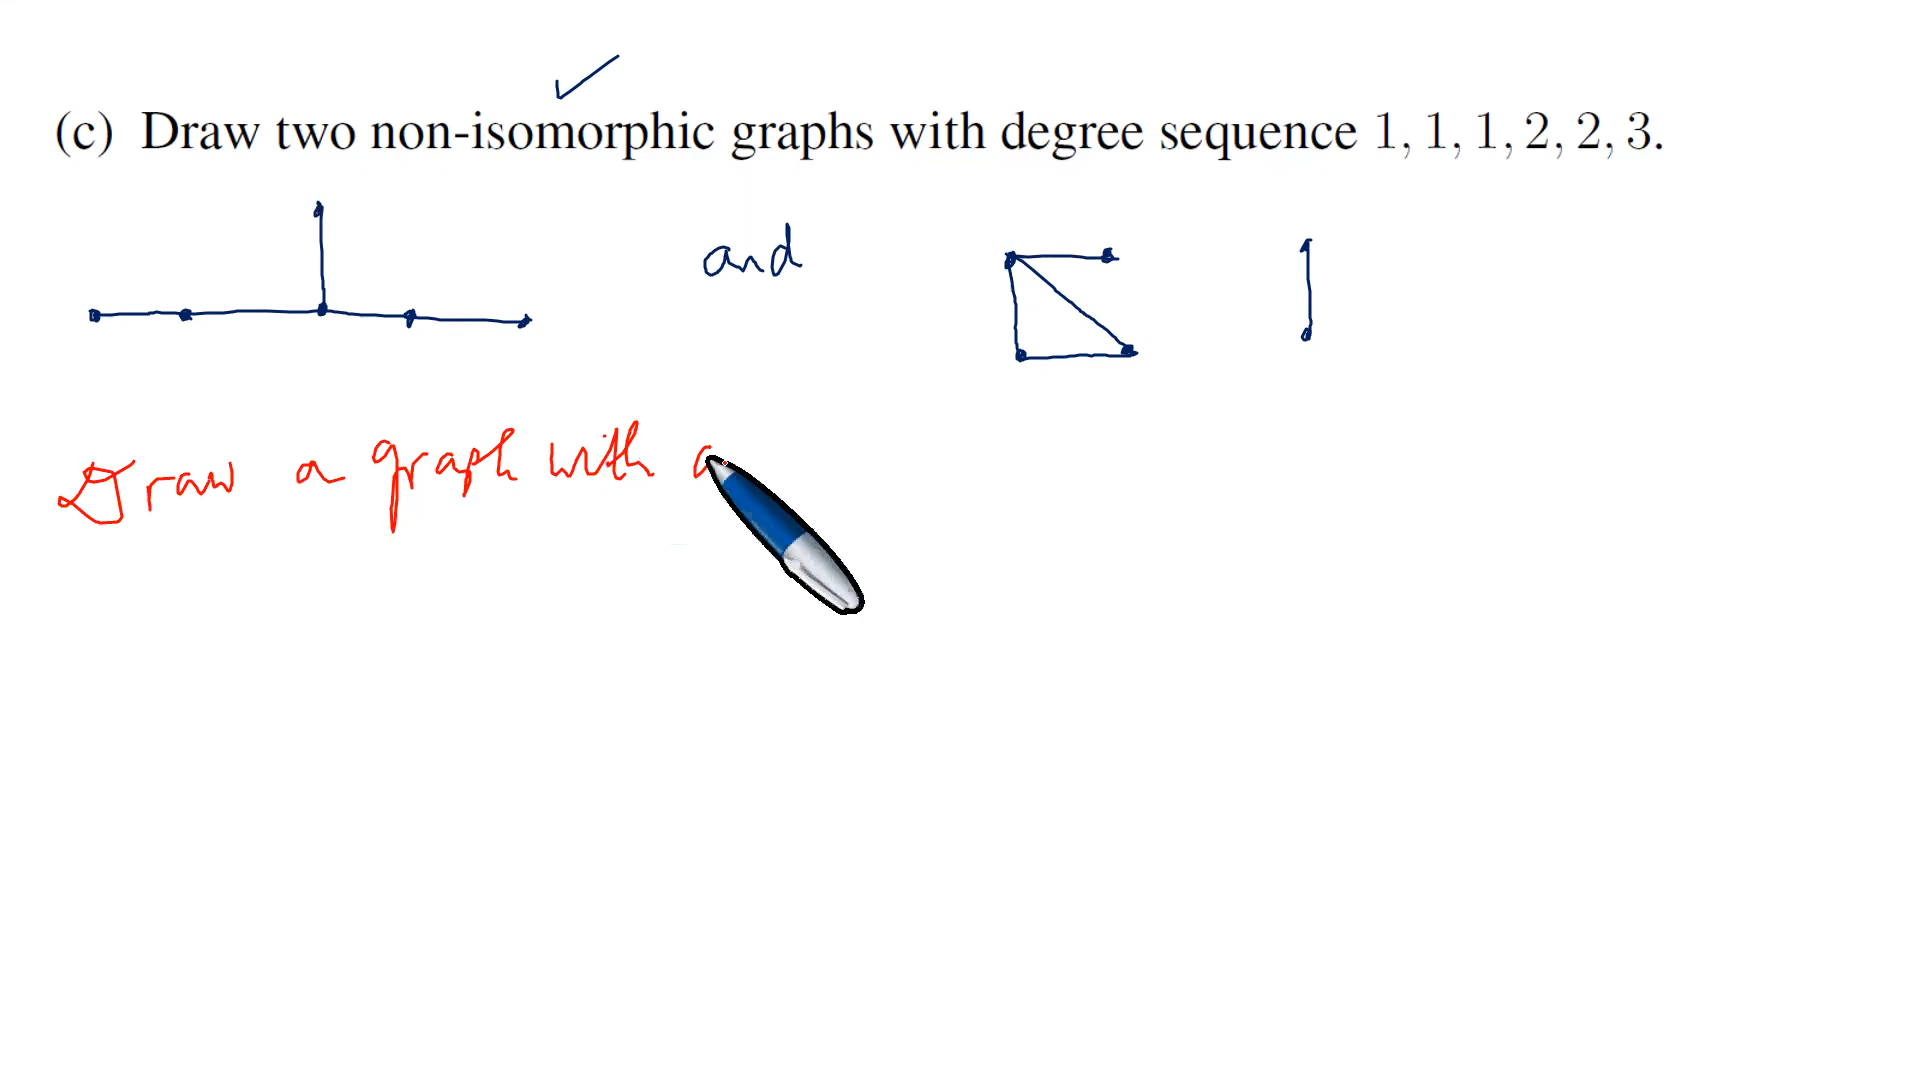 (c) Draw two non-isomorphic graphs with degree sequence 1, 1, 1, 2, 2, 3.
and
Draw a graph with